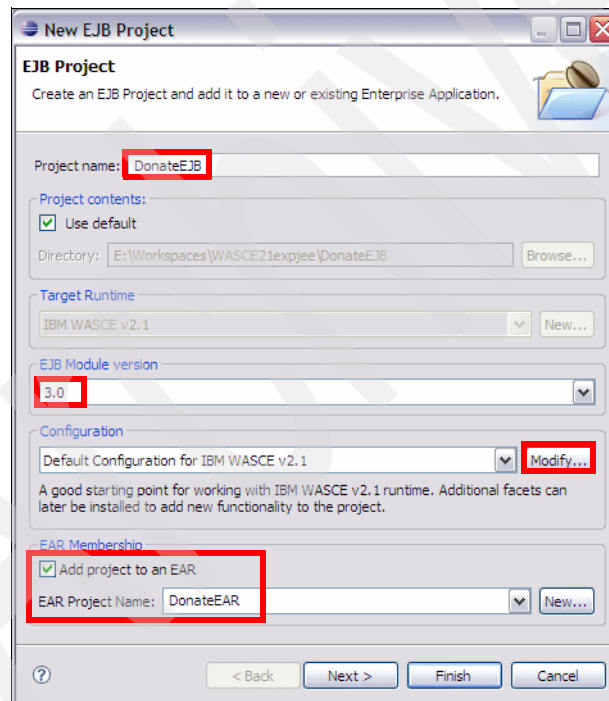 New EJB Project
EJB Project
Create an EJB Project and add it to a new or existing Enterprise Application.
Project name: DonateEJB
Project contents:
Use default
Directory: E:\Workspaces\WASCE21expjee\DonateEJB Browse...
Target Runtime
IBM WASCE v2.1 New...
EJB Module version
3.0
Configuration
Default Configuration for IBM WASCE v2.1 Modify...
A good starting point for working with IBM WASCE v2.1 runtime. Additional facets can
later be installed to add new functionality to the project.
EAR Membership
Add project to an EAR
EAR Project Name: DonateEAR New...
? < Back Next > Finish Cancel